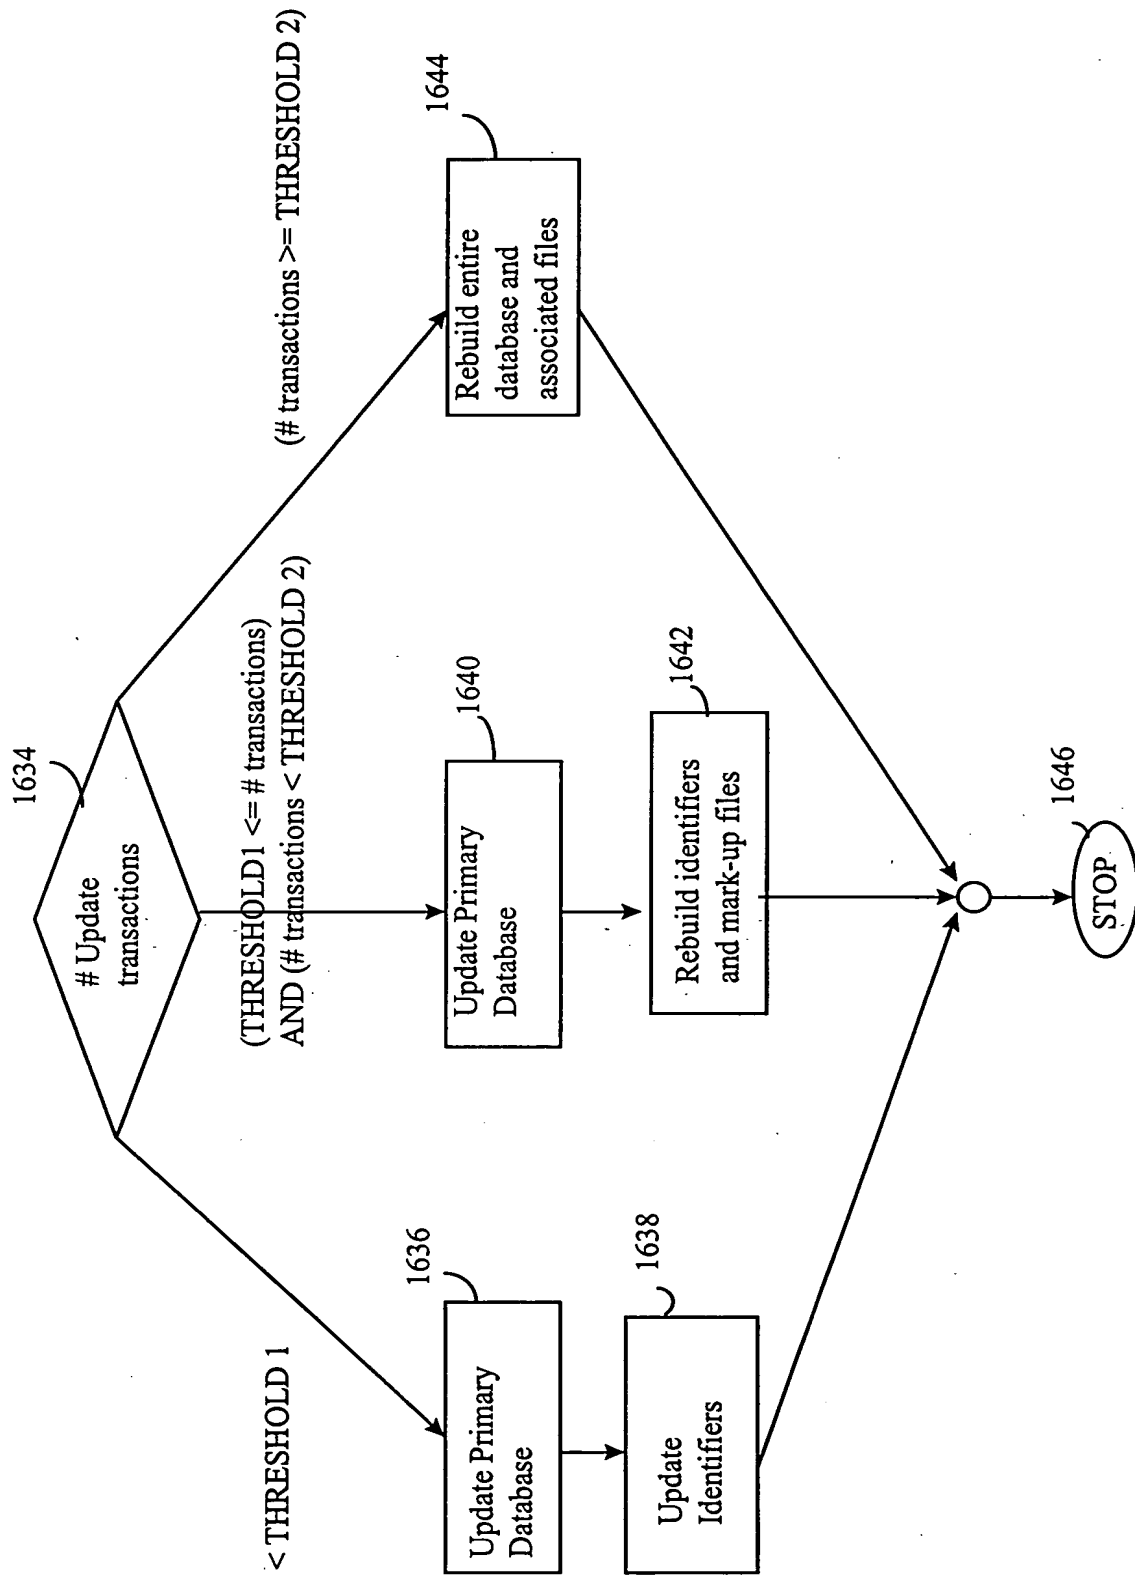 1634
# Update
transactions
< THRESHOLD 1
(THRESHOLD1 <= # transactions)
AND (# transactions < THRESHOLD 2)
(# transactions >= THRESHOLD 2)
1636
Update Primary
Database
1638
Update
Identifiers
1640
Update Primary
Database
1642
Rebuild identifiers
and mark-up files
1644
Rebuild entire
database and
associated files
1646
STOP